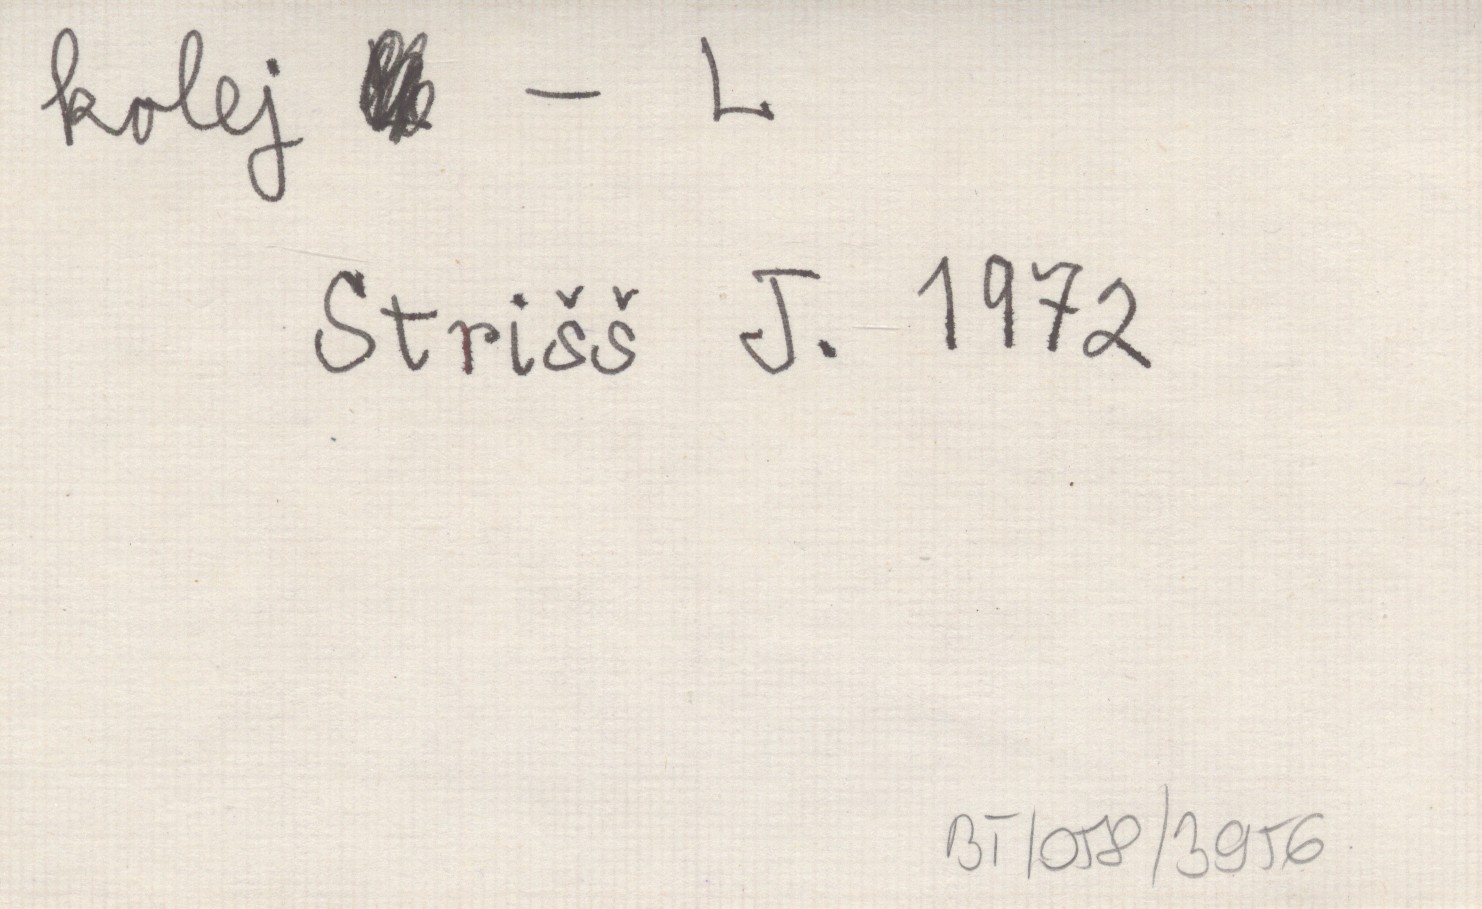 kolej - L
Strišš J. 1972
BT/058/3956